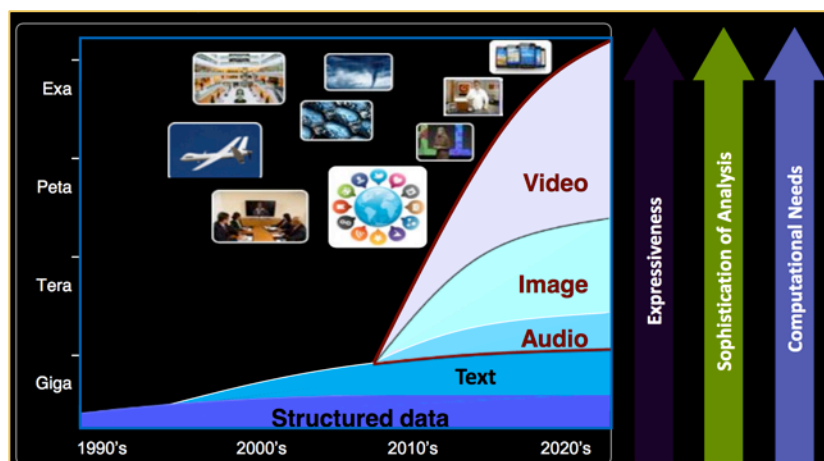 Exa
Peta
Tera
Giga
Video
Image
Audio
Text
Structured data
1990's 2000's 2010's 2020's
Expressiveness
Sophistication of Analysis
Computational Needs